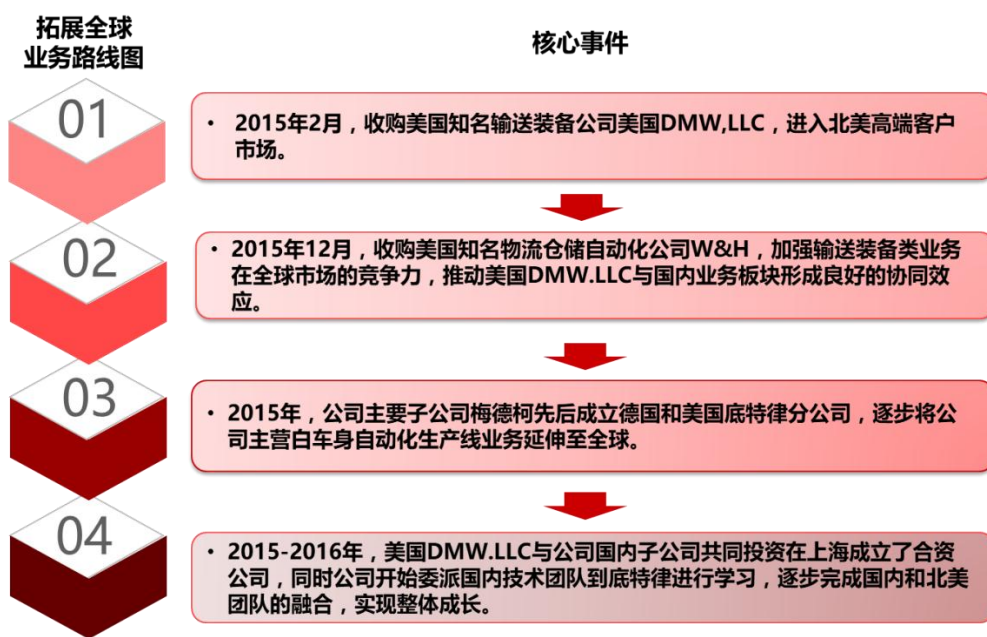 拓展全球
业务路线图
核心事件
01
• 2015年2月，收购美国知名输送装备公司美国DMW,LLC，进入北美高端客户
市场。
02
• 2015年12月，收购美国知名物流仓储自动化公司W&H，加强输送装备类业务
在全球市场的竞争力，推动美国DMW.LLC与国内业务板块形成良好的协同效
应。
03
• 2015年，公司主要子公司梅德柯先后成立德国和美国底特律分公司，逐步将公
司主营白车身自动化生产线业务延伸至全球。
04
• 2015-2016年，美国DMW.LLC与公司国内子公司共同投资在上海成立了合资
公司，同时公司开始委派国内技术团队到底特律进行学习，逐步完成国内和北美
团队的融合，实现整体成长。